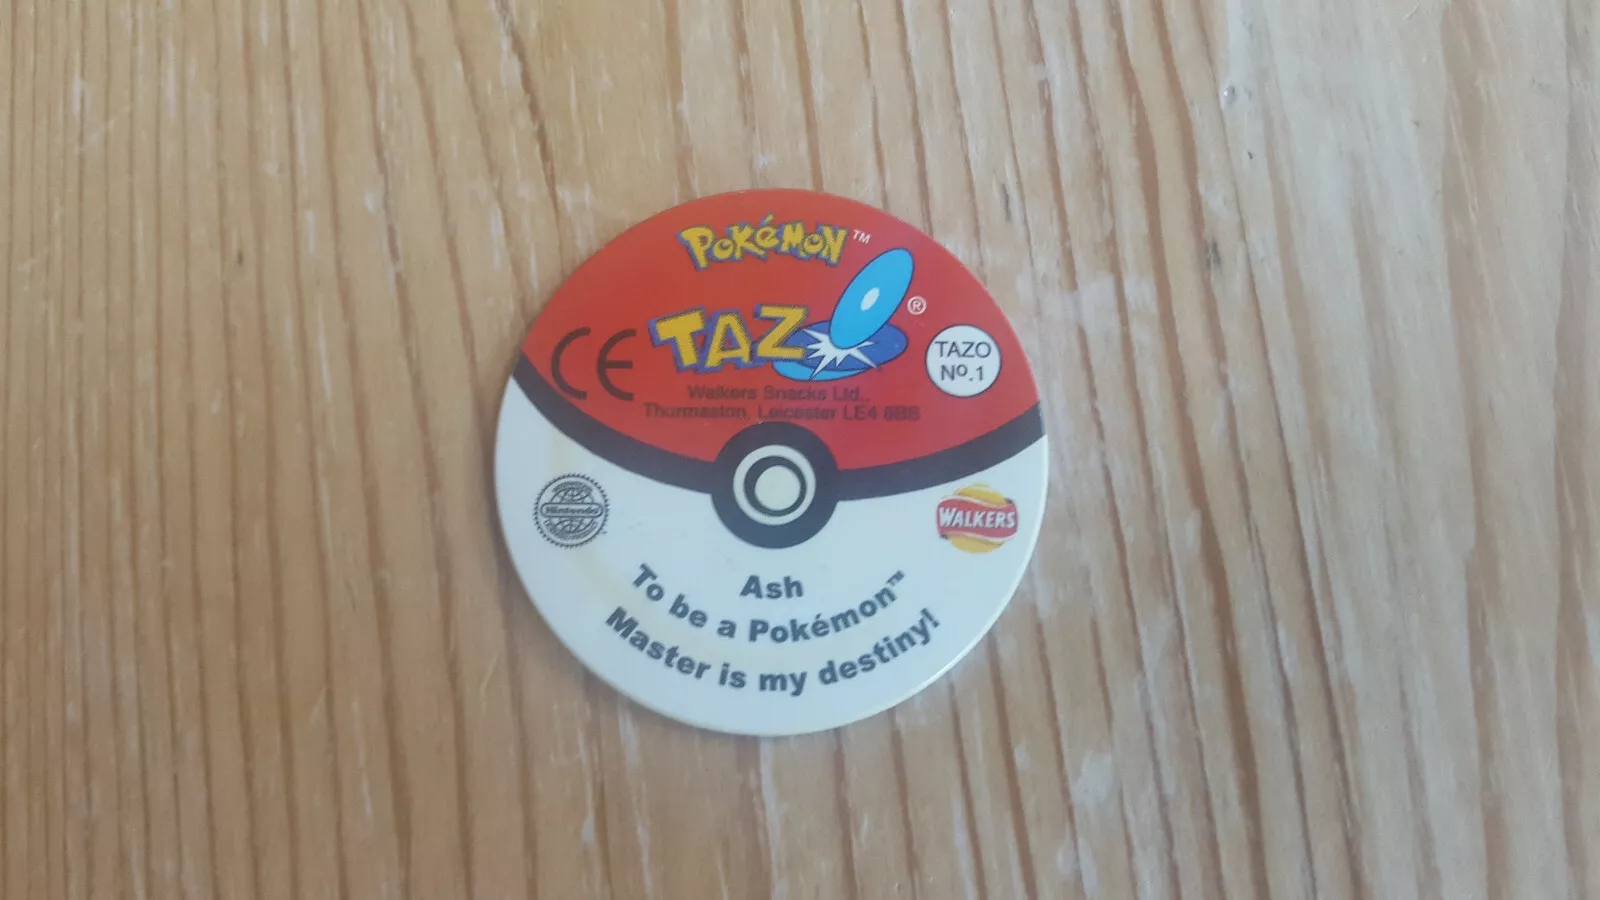 POKéMON™
TAZO®
CE
TAZO
Nº.1
Walkers Snacks Ltd.,
Thurmaston, Leicester LE4 8BS
Nintendo
WALKERS
Ash
To be a Pokémon™
Master is my destiny!